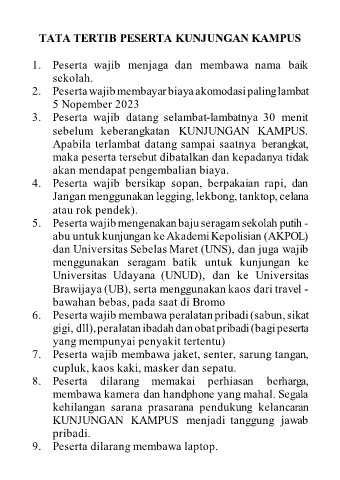 TATA TERTIB PESERTA KUNJUNGAN KAMPUS
1. Peserta wajib menjaga dan membawa nama baik
sekolah.
2. Peserta wajib membayar biaya akomodasi paling lambat
5 Nopember 2023
3. Peserta wajib datang selambat-lambatnya 30 menit
sebelum keberangkatan KUNJUNGAN KAMPUS.
Apabila terlambat datang sampai saatnya berangkat,
maka peserta tersebut dibatalkan dan kepadanya tidak
akan mendapat pengembalian biaya.
4. Peserta wajib bersikap sopan, berpakaian rapi, dan
Jangan menggunakan legging, lekbong, tanktop, celana
atau rok pendek).
5. Peserta wajib mengenakan baju seragam sekolah putih -
abu untuk kunjungan ke Akademi Kepolisian (AKPOL)
dan Universitas Sebelas Maret (UNS), dan juga wajib
menggunakan seragam batik untuk kunjungan ke
Universitas Udayana (UNUD), dan ke Universitas
Brawijaya (UB), serta menggunakan kaos dari travel -
bawahan bebas, pada saat di Bromo
6. Peserta wajib membawa peralatan pribadi (sabun, sikat
gigi, dll), peralatan ibadah dan obat pribadi (bagi peserta
yang mempunyai penyakit tertentu)
7. Peserta wajib membawa jaket, senter, sarung tangan,
cupluk, kaos kaki, masker dan sepatu.
8. Peserta dilarang memakai perhiasan berharga,
membawa kamera dan handphone yang mahal. Segala
kehilangan sarana prasarana pendukung kelancaran
KUNJUNGAN KAMPUS menjadi tanggung jawab
pribadi.
9. Peserta dilarang membawa laptop.